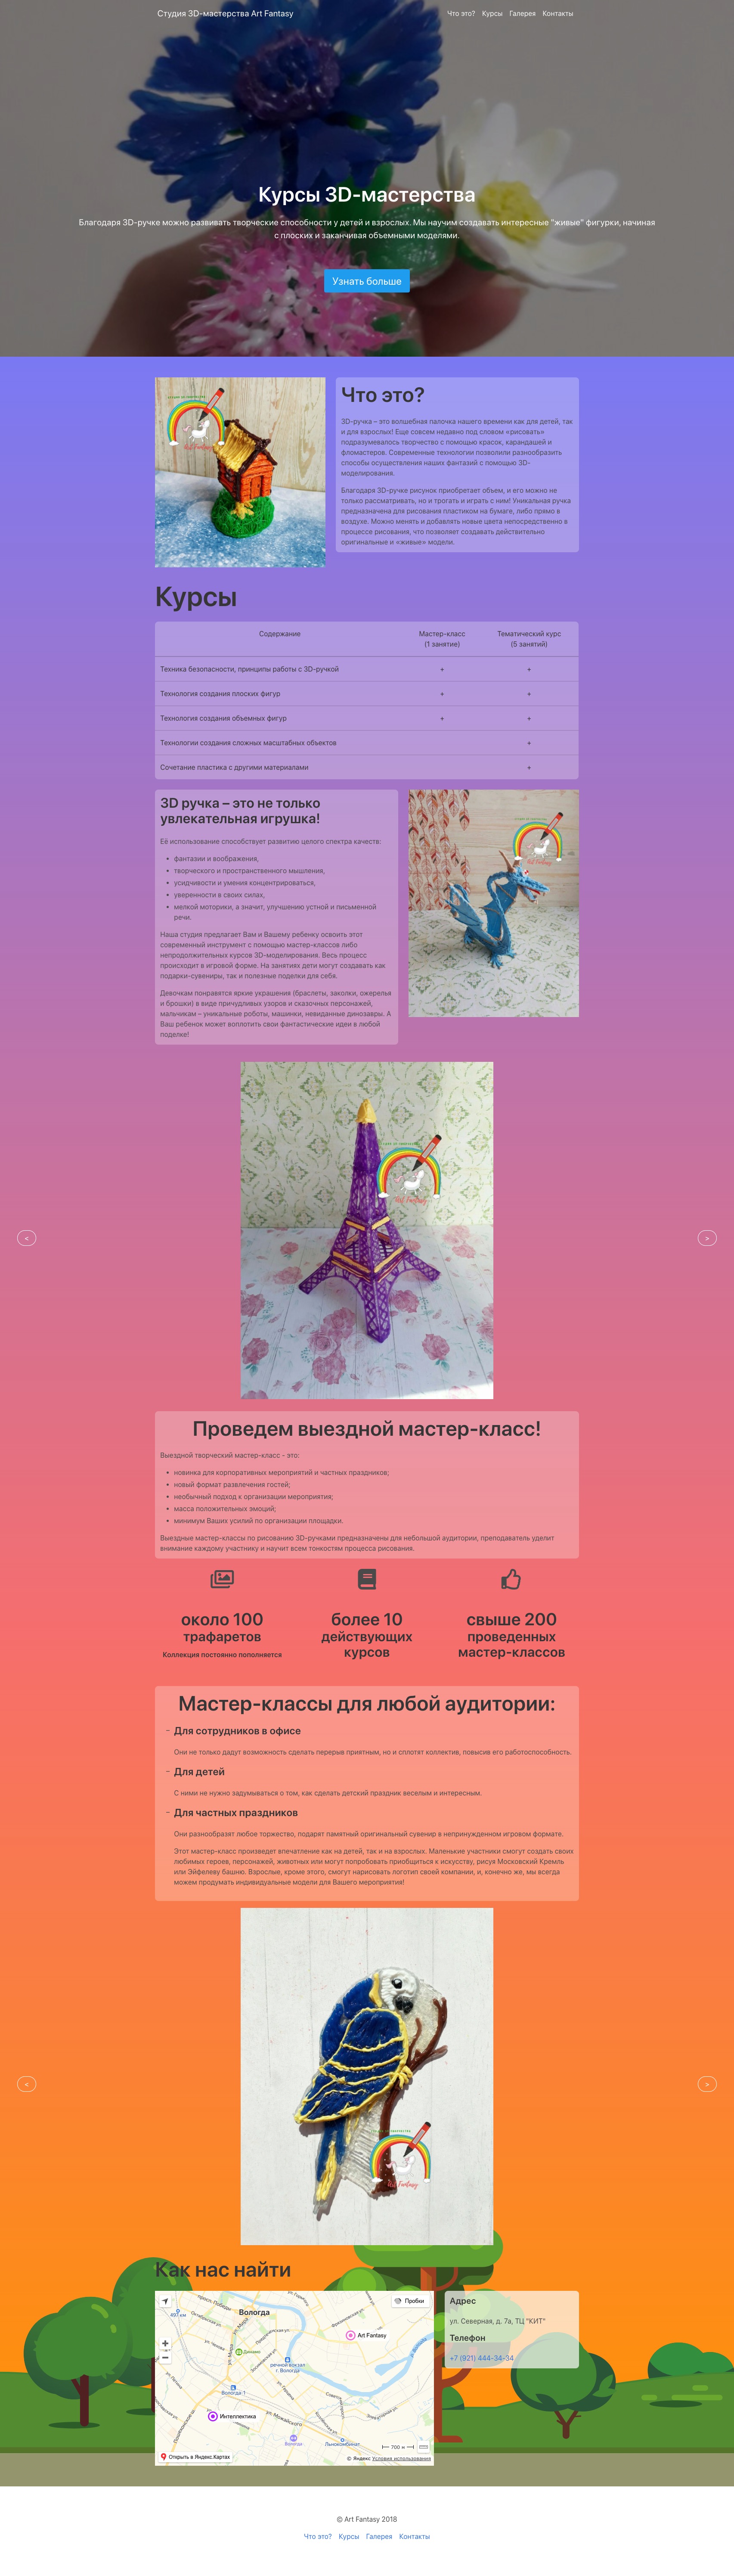 Студия 3D-мастерства Art Fantasy
Что это? Курсы Галерея Контакты
Курсы 3D-мастерства
Благодаря 3D-ручке можно развивать творческие способности у детей и взрослых. Мы научим создавать интересные "живые" фигурки, начиная
с плоских и заканчивая объемными моделями.
Узнать больше
Art Fantasy
Что это?
3D-ручка – это волшебная палочка нашего времени как для детей, так
и для взрослых! Еще совсем недавно под словом «рисовать»
подразумевалось творчество с помощью красок, карандашей и
фломастеров. Современные технологии позволили разнообразить
способы осуществления наших фантазий с помощью 3D-
моделирования.
Благодаря 3D-ручке рисунок приобретает объем, и его можно не
только рассматривать, но и трогать и играть с ним! Уникальная ручка
предназначена для рисования пластиком на бумаге, либо прямо в
воздухе. Можно менять и добавлять новые цвета непосредственно в
процессе рисования, что позволяет создавать действительно
оригинальные и «живые» модели.
Курсы
Содержание
Мастер-класс
(1 занятие)
Тематический курс
(5 занятий)
Техника безопасности, принципы работы с 3D-ручкой + +
Технология создания плоских фигур + +
Технология создания объемных фигур + +
Технологии создания сложных масштабных объектов +
Сочетание пластика с другими материалами +
3D ручка – это не только
увлекательная игрушка!
Её использование способствует развитию целого спектра качеств:
• фантазии и воображения,
• творческого и пространственного мышления,
• усидчивости и умения концентрироваться,
• уверенности в своих силах,
• мелкой моторики, а значит, улучшению устной и письменной
речи.
Наша студия предлагает Вам и Вашему ребенку освоить этот
современный инструмент с помощью мастер-классов либо
непродолжительных курсов 3D-моделирования. Весь процесс
происходит в игровой форме. На занятиях дети могут создавать как
подарки-сувениры, так и полезные поделки для себя.
Девочкам понравятся яркие украшения (браслеты, заколки, ожерелья
и брошки) в виде причудливых узоров и сказочных персонажей,
мальчикам – уникальные роботы, машинки, невиданные динозавры. А
Ваш ребенок может воплотить свои фантастические идеи в любой
поделке!
Art Fantasy
Art Fantasy
<
>
Проведем выездной мастер-класс!
Выездной творческий мастер-класс - это:
• новинка для корпоративных мероприятий и частных праздников;
• новый формат развлечения гостей;
• необычный подход к организации мероприятия;
• масса положительных эмоций;
• минимум Ваших усилий по организации площадки.
Выездные мастер-классы по рисованию 3D-ручками предназначены для небольшой аудитории, преподаватель уделит
внимание каждому участнику и научит всем тонкостям процесса рисования.
около 100
трафаретов
Коллекция постоянно пополняется
более 10
действующих
курсов
свыше 200
проведенных
мастер-классов
Мастер-классы для любой аудитории:
– Для сотрудников в офисе
Они не только дадут возможность сделать перерыв приятным, но и сплотят коллектив, повысив его работоспособность.
– Для детей
С ними не нужно задумываться о том, как сделать детский праздник веселым и интересным.
– Для частных праздников
Они разнообразят любое торжество, подарят памятный оригинальный сувенир в непринужденном игровом формате.
Этот мастер-класс произведет впечатление как на детей, так и на взрослых. Маленькие участники смогут создать своих
любимых героев, персонажей, животных или могут попробовать приобщиться к искусству, рисуя Московский Кремль
или Эйфелеву башню. Взрослые, кроме этого, смогут нарисовать логотип своей компании, и, конечно же, мы всегда
можем продумать индивидуальные модели для Вашего мероприятия!
Art Fantasy
<
>
Как нас найти
Вологда
Пробки
Art Fantasy
Динамо
речной вокзал
г. Вологда
Вологда-1
Интеллектика
Вологда
Льнокомбинат
700 м
Открыть в Яндекс.Картах
© Яндекс Условия использования
Адрес
ул. Северная, д. 7а, ТЦ "КИТ"
Телефон
+7 (921) 444-34-34
© Art Fantasy 2018
Что это? Курсы Галерея Контакты